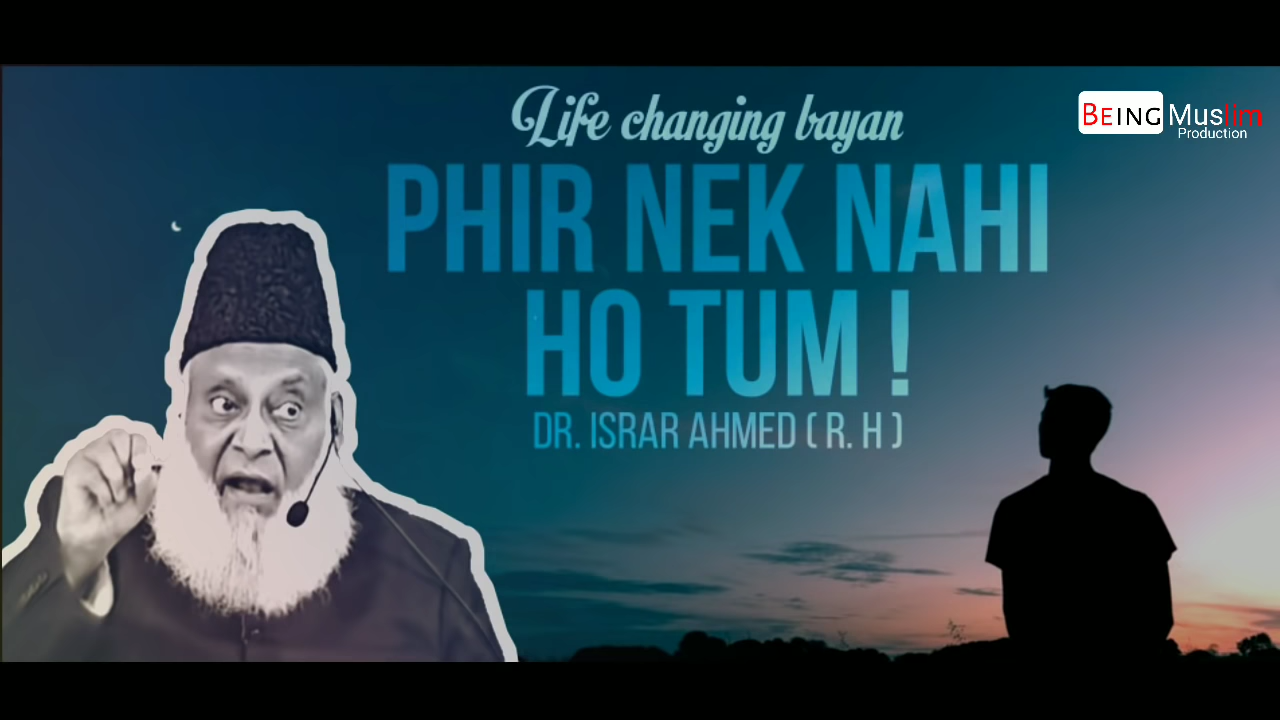 Life changing bayan
PHIR NEK NAHI
HO TUM !
DR. ISRAR AHMED ( R. H )
BEING Muslim
Production